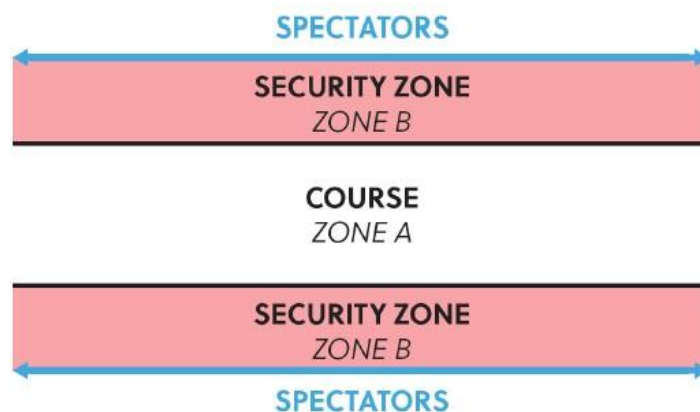 SPECTATORS
SECURITY ZONE
ZONE B
COURSE
ZONE A
SECURITY ZONE
ZONE B
SPECTATORS